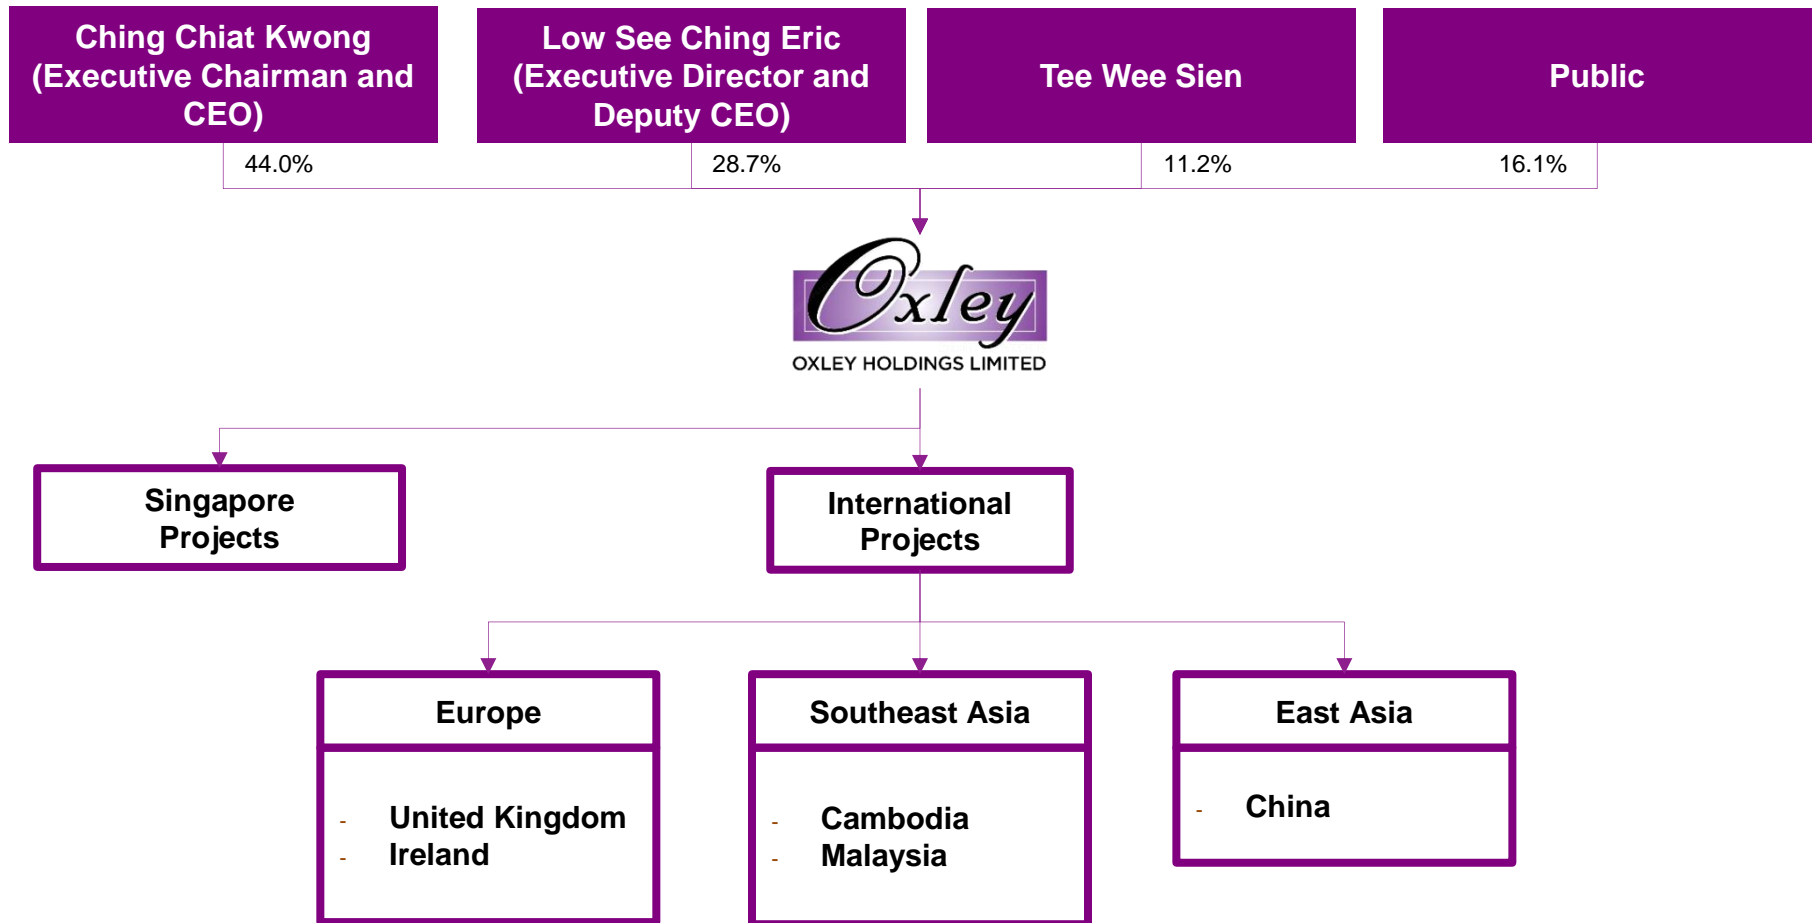 Ching Chiat Kwong
(Executive Chairman and
CEO)
Low See Ching Eric
(Executive Director and
Deputy CEO)
Tee Wee Sien
Public
44.0%
28.7%
11.2%
16.1%
Oxley
OXLEY HOLDINGS LIMITED
Singapore
Projects
International
Projects
Europe
- United Kingdom
- Ireland
Southeast Asia
- Cambodia
- Malaysia
East Asia
- China